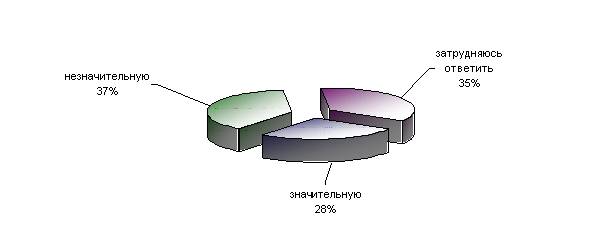 затрудняюсь
ответить
35%
незначительную
37%
значительную
28%